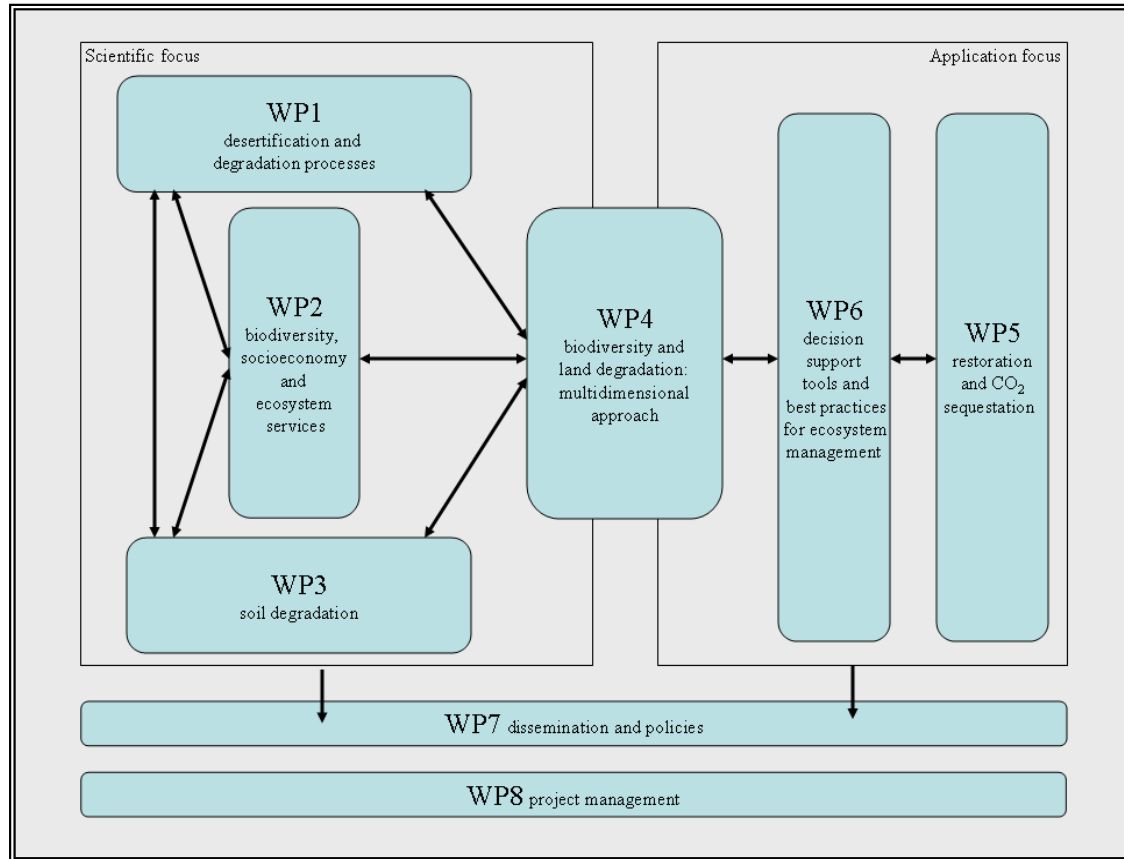 Scientific focus
Application focus
WP1
desertification and
degradation processes
WP2
biodiversity,
socioeconomy
and
ecosystem
services
WP3
soil degradation
WP4
biodiversity and
land degradation:
multidimensional
approach
WP6
decision
support
tools and
best practices
for ecosystem
management
WP5
restoration
and CO₂
sequestation
WP7 dissemination and policies
WP8 project management